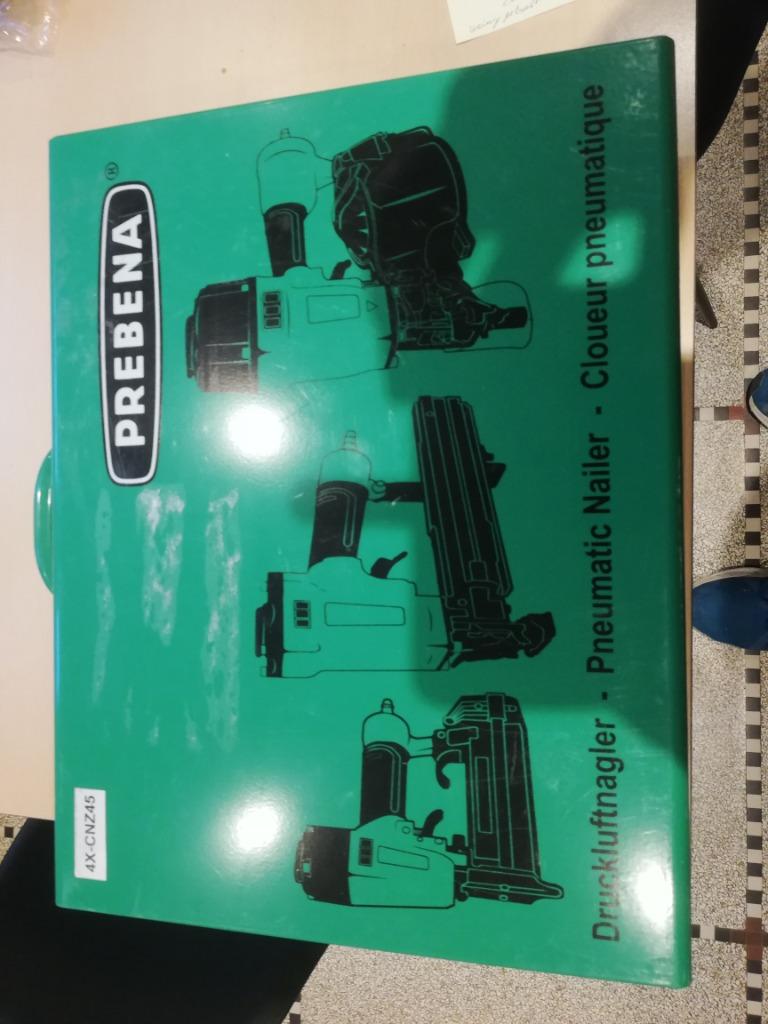 PREBENA®
Druckluftnagler - Pneumatic Nailer - Cloueur pneumatique
4X-CNZ45